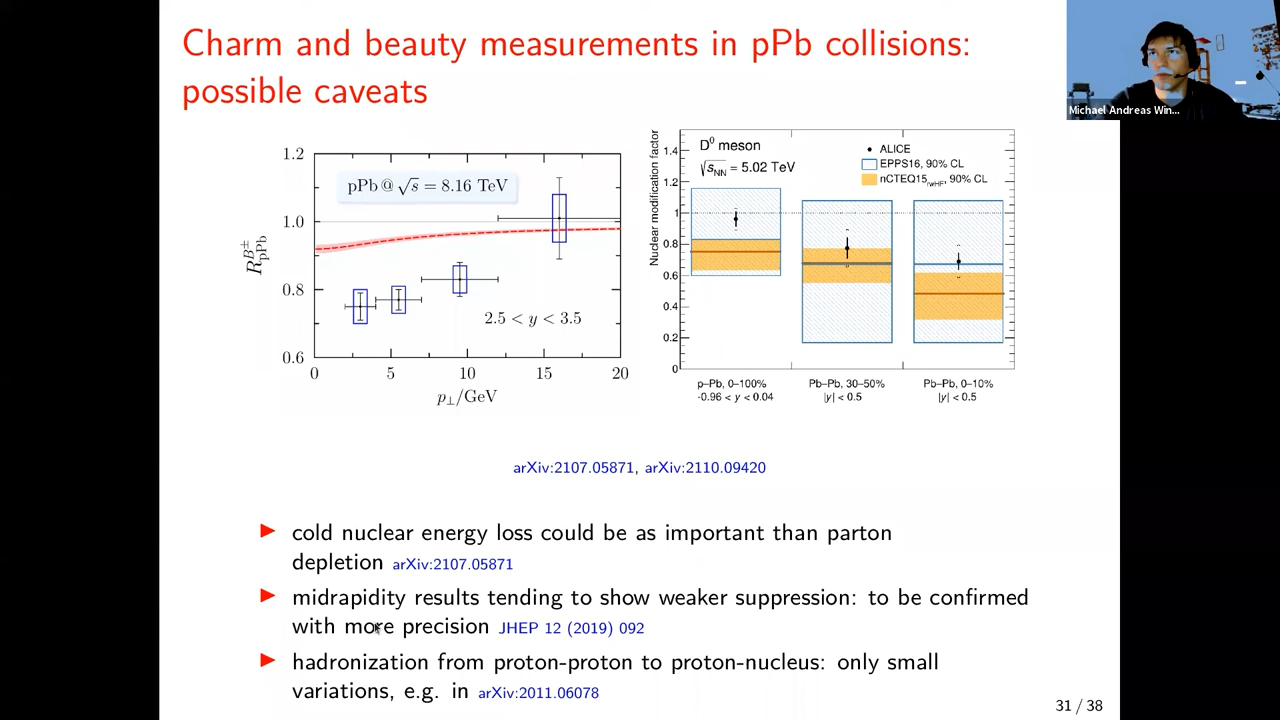 Charm and beauty measurements in pPb collisions:
possible caveats
Michael Andreas Win...
1.2
1.0
0.8
0.6
R_pPb^B±
pPb @ √s = 8.16 TeV
2.5 < y < 3.5
0 5 10 15 20
p⊥/GeV
Nuclear modification factor
1.4
1.2
1
0.8
0.6
0.4
0.2
0
D⁰ meson
√s_NN = 5.02 TeV
ALICE
EPPS16, 90% CL
nCTEQ15_rwHF, 90% CL
p–Pb, 0–100% Pb–Pb, 30–50% Pb–Pb, 0–10%
-0.96 < y < 0.04 |y| < 0.5 |y| < 0.5
arXiv:2107.05871, arXiv:2110.09420
cold nuclear energy loss could be as important than parton
depletion arXiv:2107.05871
midrapidity results tending to show weaker suppression: to be confirmed
with more precision JHEP 12 (2019) 092
hadronization from proton-proton to proton-nucleus: only small
variations, e.g. in arXiv:2011.06078
31 / 38